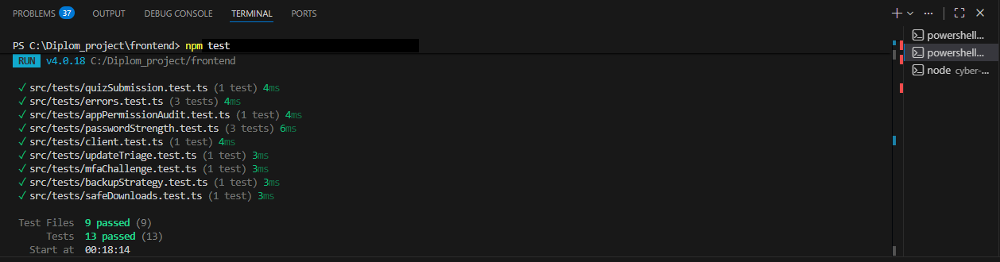 PROBLEMS 37 OUTPUT DEBUG CONSOLE TERMINAL PORTS
PS C:\Diplom_project\frontend> npm test
RUN v4.0.18 C:/Diplom_project/frontend
✓ src/tests/quizSubmission.test.ts (1 test) 4ms
✓ src/tests/errors.test.ts (3 tests) 4ms
✓ src/tests/appPermissionAudit.test.ts (1 test) 4ms
✓ src/tests/passwordStrength.test.ts (3 tests) 6ms
✓ src/tests/client.test.ts (1 test) 4ms
✓ src/tests/updateTriage.test.ts (1 test) 3ms
✓ src/tests/mfaChallenge.test.ts (1 test) 3ms
✓ src/tests/backupStrategy.test.ts (1 test) 3ms
✓ src/tests/safeDownloads.test.ts (1 test) 3ms
Test Files 9 passed (9)
Tests 13 passed (13)
Start at 00:18:14
powershell...
powershell...
node cyber-...